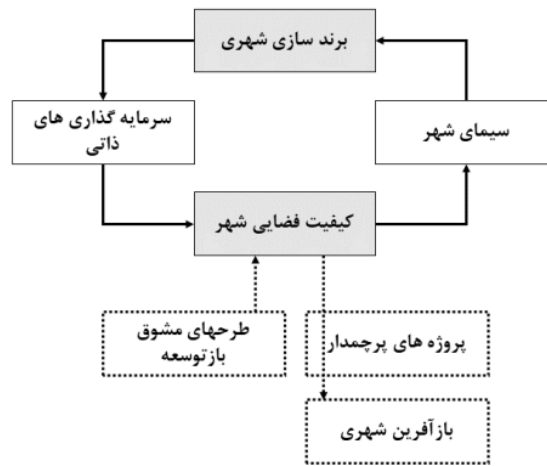 برند سازی شهری
سیمای شهر
سرمایه گذاری های
ذاتی
کیفیت فضایی شهر
پروژه های پرچمدار
طرحهای مشوق
بازتوسعه
بازآفرین شهری